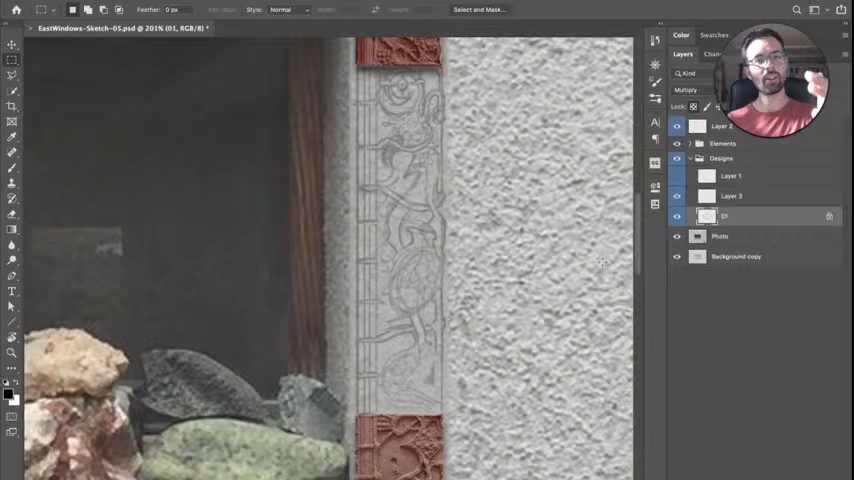 Feather: 0 px
Style: Normal
Select and Mask...
EastWindows-Sketch-05.psd @ 201% (01, RGB/8) *
Color
Swatches
Layers
Kind
Multiply
Lock:
Layer 2
Elements
Designs
Layer 1
Layer 3
01
Photo
Background copy